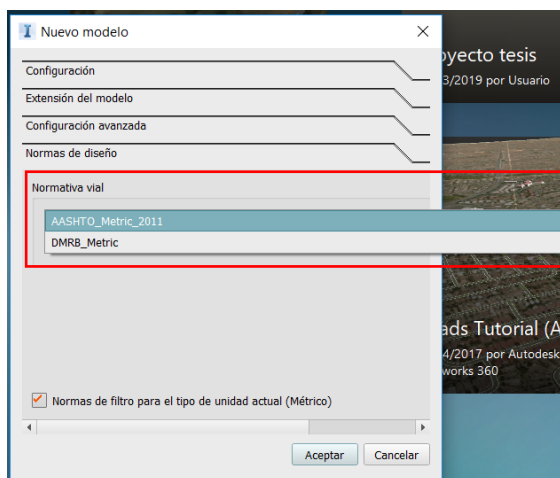 Nuevo modelo
Configuración
Extensión del modelo
Configuración avanzada
Normas de diseño
Normativa vial
AASHTO_Metric_2011
DMRB_Metric
Normas de filtro para el tipo de unidad actual (Métrico)
Aceptar
Cancelar
oyecto tesis
3/2019 por Usuario
ads Tutorial (A
4/2017 por Autodesk
works 360